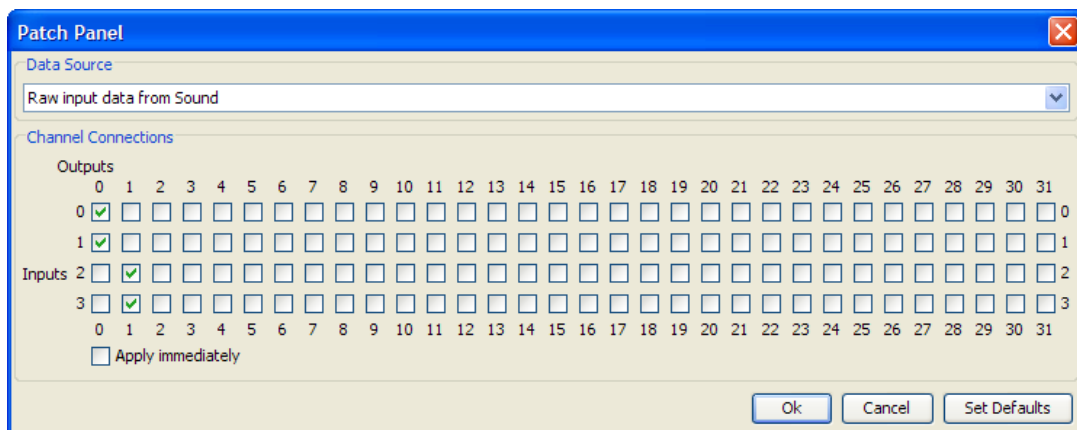 Patch Panel
Data Source
Raw input data from Sound
Channel Connections
Outputs
0 1 2 3 4 5 6 7 8 9 10 11 12 13 14 15 16 17 18 19 20 21 22 23 24 25 26 27 28 29 30 31
0 0
1 1
Inputs 2 2
3 3
0 1 2 3 4 5 6 7 8 9 10 11 12 13 14 15 16 17 18 19 20 21 22 23 24 25 26 27 28 29 30 31
Apply immediately
Ok Cancel Set Defaults